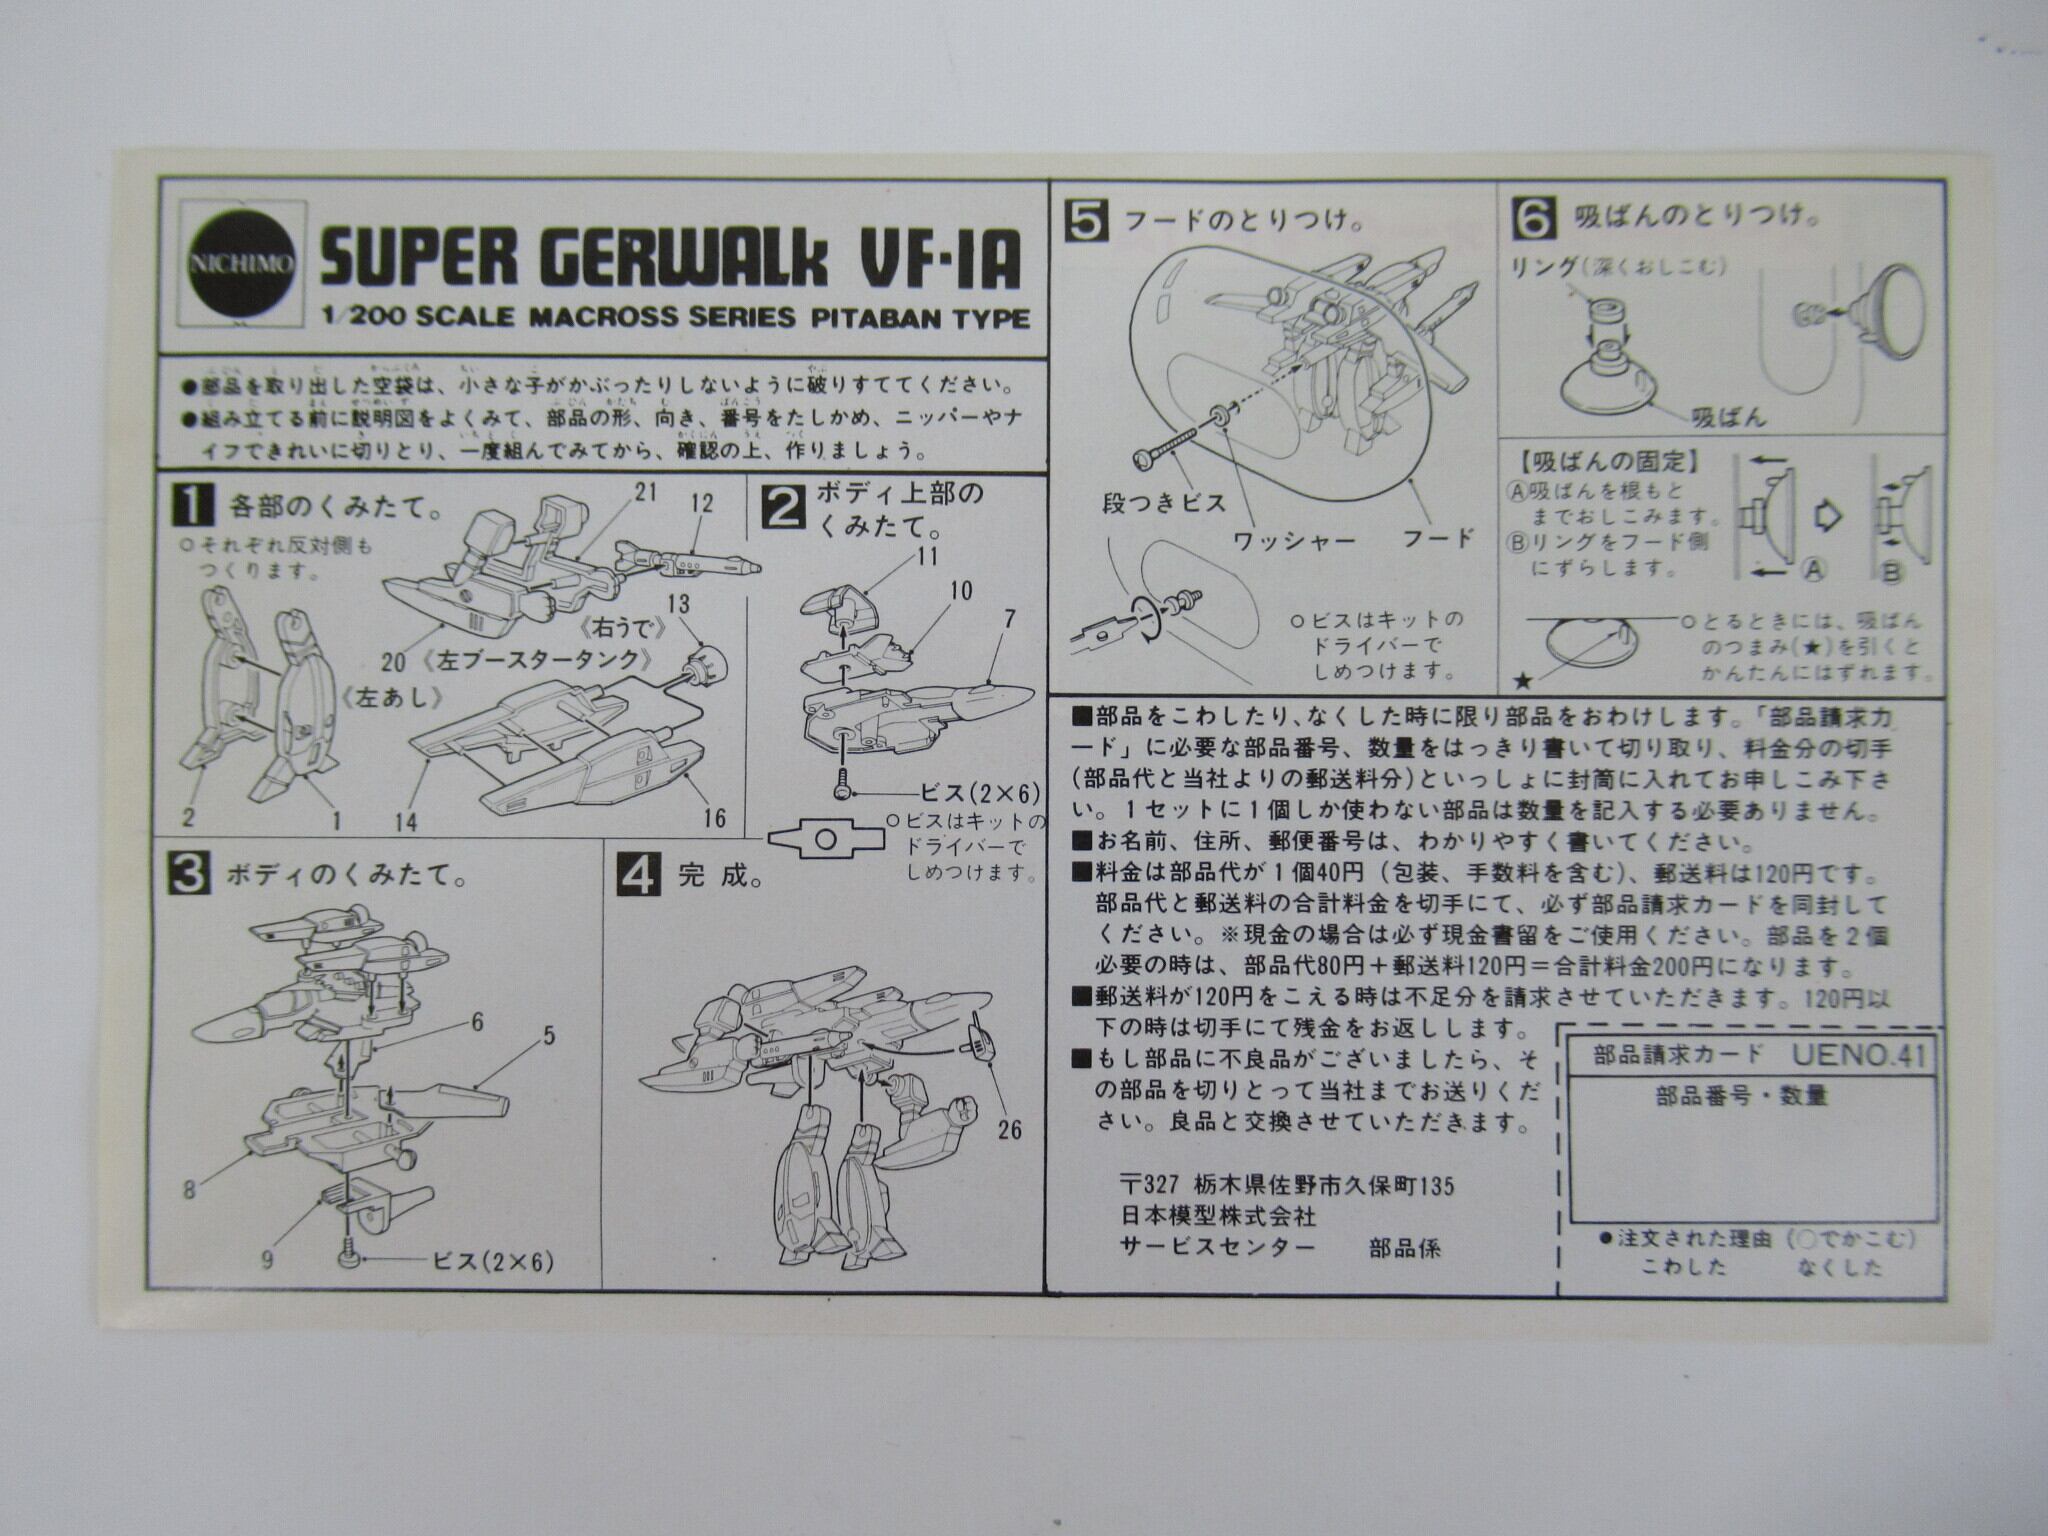 NICHIMO
SUPER GERWALK VF-1A
1/200 SCALE MACROSS SERIES PITABAN TYPE
●部品を取り出した空袋は、小さな子がかぶったりしないように破りすててください。
●組み立てる前に説明図をよくみて、部品の形、向き、番号をたしかめ、ニッパーやナ
イフできれいに切りとり、一度組んでみてから、確認の上、作りましょう。
1 各部のくみたて。
○それぞれ反対側も
つくります。
21
12
《右うで》
13
20《左ブースタータンク》
《左あし》
2
1
14
16
2 ボディ上部の
くみたて。
11
10
7
ビス(2×6)
○ビスはキットの
ドライバーで
しめつけます。
3 ボディのくみたて。
6
5
8
9
ビス(2×6)
4 完成。
26
5 フードのとりつけ。
段つきビス
ワッシャー
フード
○ビスはキットの
ドライバーで
しめつけます。
6 吸ばんのとりつけ。
リング(深くおしこむ)
吸ばん
【吸ばんの固定】
Ⓐ吸ばんを根もと
までおしこみます。
Ⓑリングをフード側
にずらします。
Ⓐ
Ⓑ
○とるときには、吸ばん
のつまみ(★)を引くと
かんたんにはずれます。
★
■部品をこわしたり、なくした時に限り部品をおわけします。「部品請求カ
ード」に必要な部品番号、数量をはっきり書いて切り取り、料金分の切手
(部品代と当社よりの郵送料分)といっしょに封筒に入れてお申しこみ下さ
い。1セットに1個しか使わない部品は数量を記入する必要ありません。
■お名前、住所、郵便番号は、わかりやすく書いてください。
■料金は部品代が1個40円(包装、手数料を含む)、郵送料は120円です。
部品代と郵送料の合計料金を切手にて、必ず部品請求カードを同封して
ください。※現金の場合は必ず現金書留をご使用ください。部品を2個
必要の時は、部品代80円+郵送料120円=合計料金200円になります。
■郵送料が120円をこえる時は不足分を請求させていただきます。120円以
下の時は切手にて残金をお返しします。
■もし部品に不良品がございましたら、そ
の部品を切りとって当社までお送りくだ
さい。良品と交換させていただきます。
〒327 栃木県佐野市久保町135
日本模型株式会社
サービスセンター 部品係
部品請求カード UENO.41
部品番号・数量
●注文された理由(○でかこむ)
こわした なくした